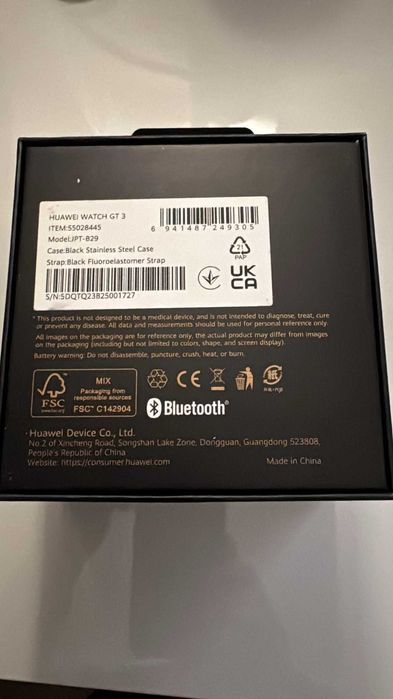 HUAWEI WATCH GT 3
ITEM:55028445
Model:JPT-B29
Case:Black Stainless Steel Case
Strap:Black Fluoroelastomer Strap
6 941487 249305
21
PAP
UK
CA
S/N:5DQTQ23B25001727
* This product is not designed to be a medical device, and is not intended to diagnose, treat, cure
or prevent any disease. All data and measurements should be used for personal reference only.
All images on the packaging are for reference only, the actual product may differ from images
on the packaging (including but not limited to colors, shape, and screen display).
Battery warning: Do not disassemble, puncture, crush, heat, or burn.
FSC
www.fsc.org
MIX
Packaging from
responsible sources
FSC™ C142904
CE
紙
Bluetooth®
Huawei Device Co., Ltd.
No.2 of Xincheng Road, Songshan Lake Zone, Dongguan, Guangdong 523808,
People's Republic of China
Website: https://consumer.huawei.com
Made in China